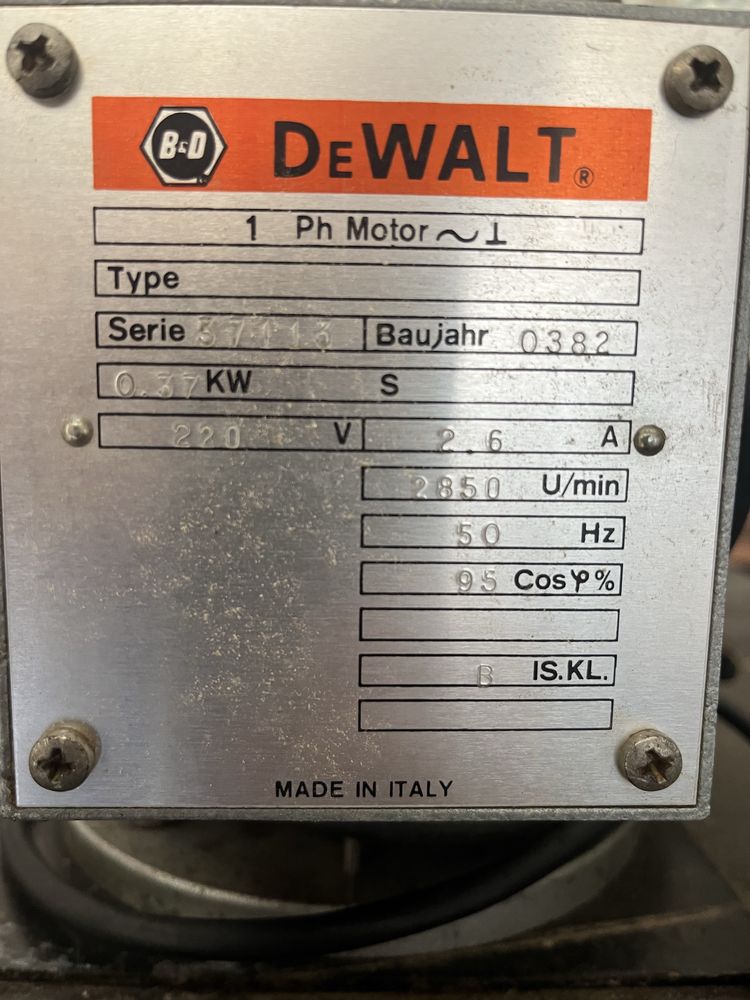 B&D DeWALT®
1 Ph Motor ~⊥
Type
Serie 57113 Baujahr 0382
0.37 KW S
220 V 2.6 A
2850 U/min
50 Hz
95 Cosφ%
B IS.KL.
MADE IN ITALY